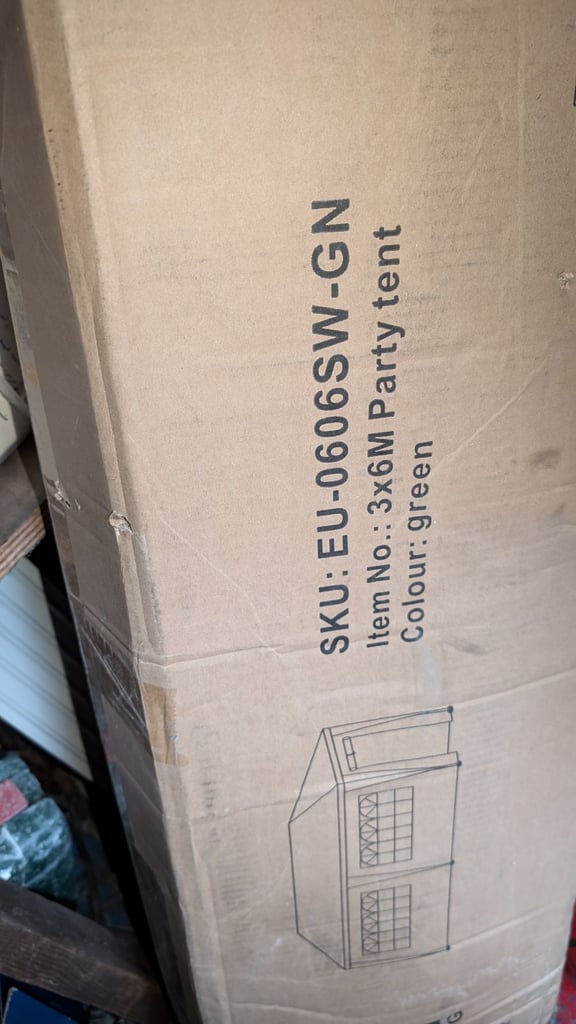 SKU: EU-0606SW-GN
Item No.: 3x6M Party tent
Colour: green